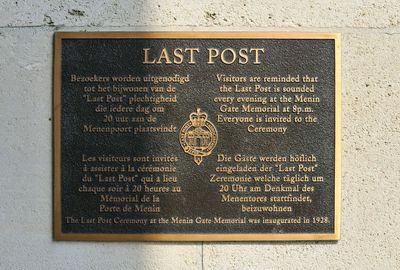 LAST POST
Bezoekers worden uitgenodigd
tot het bijwonen van de
"Last Post" plechtigheid
die iedere dag om
20 uur aan de
Menenpoort plaatsvindt
Visitors are reminded that
the Last Post is sounded
every evening at the Menin
Gate Memorial at 8p.m.
Everyone is invited to the
Ceremony
Les visiteurs sont invités
à assister à la cérémonie
du "Last Post" qui a lieu
chaque soir à 20 heures au
Mémorial de la
Porte de Menin
Die Gäste werden höflich
eingeladen der "Last Post"
Zeremonie welche täglich um
20 Uhr am Denkmal des
Menentores stattfindet,
beizuwohnen
The Last Post Ceremony at the Menin Gate Memorial was inaugurated in 1928.